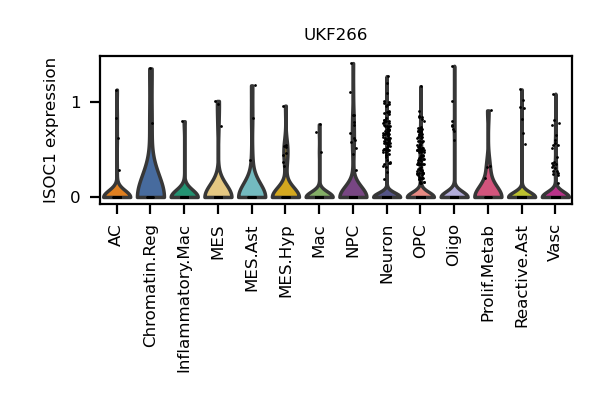 UKF266
ISOC1 expression
1
0
AC
Chromatin.Reg
Inflammatory.Mac
MES
MES.Ast
MES.Hyp
Mac
NPC
Neuron
OPC
Oligo
Prolif.Metab
Reactive.Ast
Vasc